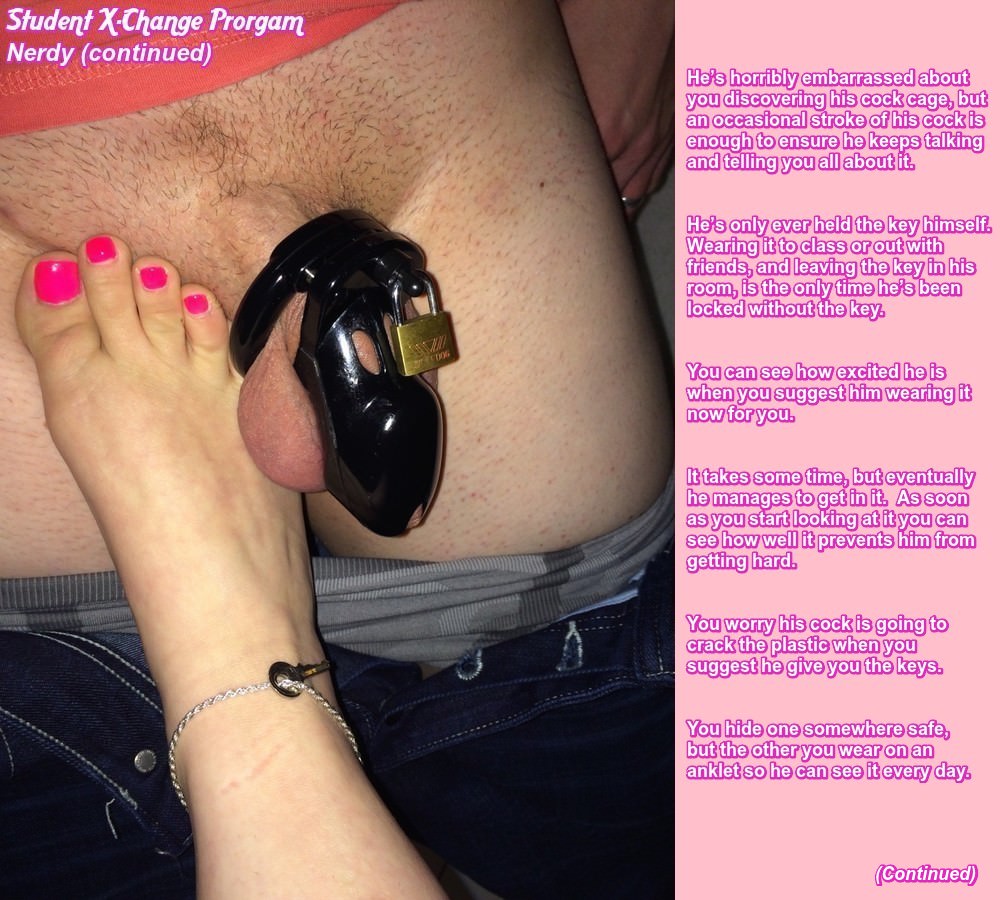 Student X-Change Prorgam
Nerdy (continued)
He's horribly embarrassed about
you discovering his cock cage, but
an occasional stroke of his cock is
enough to ensure he keeps talking
and telling you all about it.
He's only ever held the key himself.
Wearing it to class or out with
friends, and leaving the key in his
room, is the only time he's been
locked without the key.
You can see how excited he is
when you suggest him wearing it
now for you.
It takes some time, but eventually
he manages to get in it. As soon
as you start looking at it you can
see how well it prevents him from
getting hard.
You worry his cock is going to
crack the plastic when you
suggest he give you the keys.
You hide one somewhere safe,
but the other you wear on an
anklet so he can see it every day.
(Continued)